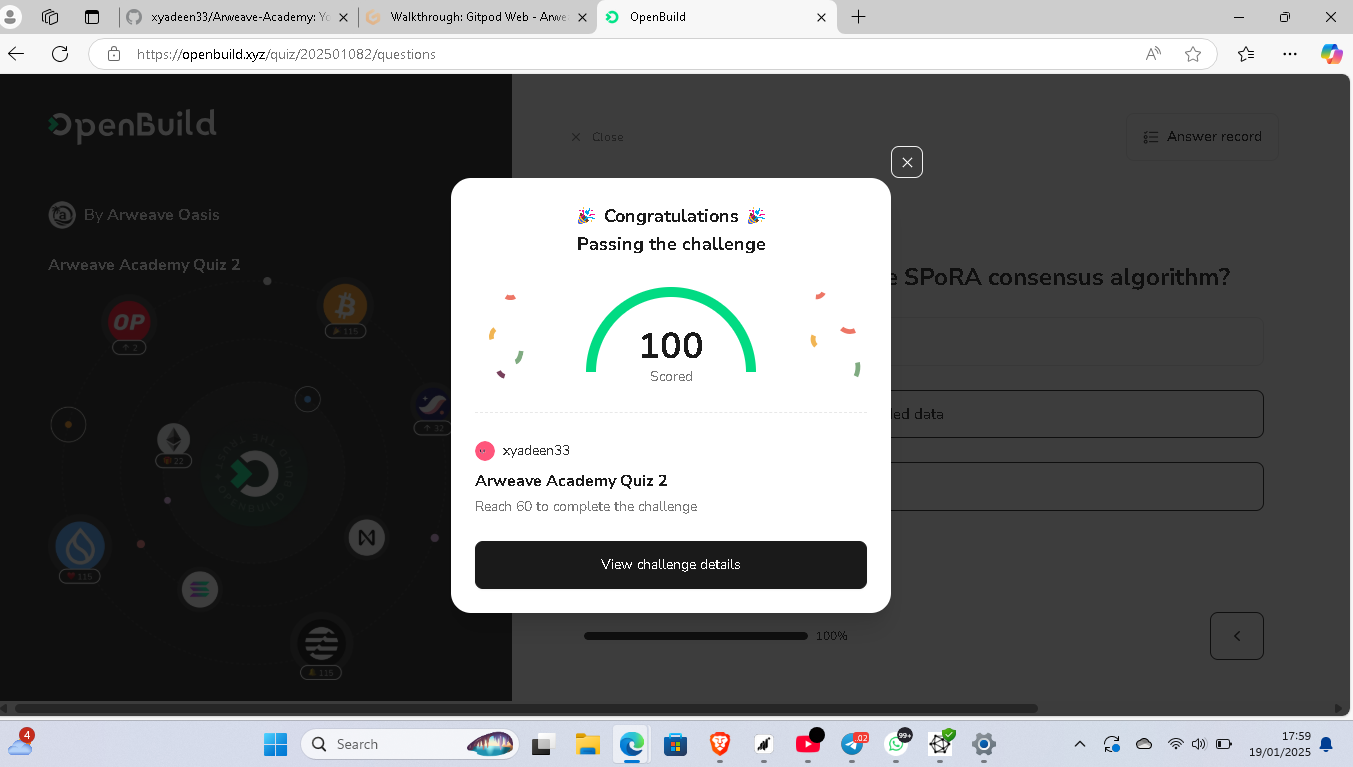 xyadeen33/Arweave-Academy: Yo
Walkthrough: Gitpod Web - Arwe
OpenBuild
https://openbuild.xyz/quiz/202501082/questions
OpenBuild
Close
Answer record
By Arweave Oasis
Arweave Academy Quiz 2
🎉 Congratulations 🎉
Passing the challenge
SPoRA consensus algorithm?
100
Scored
OP
2
115
32
22
115
115
xyadeen33
Arweave Academy Quiz 2
Reach 60 to complete the challenge
View challenge details
data
100%
4
Search
.02
99+
17:59
19/01/2025